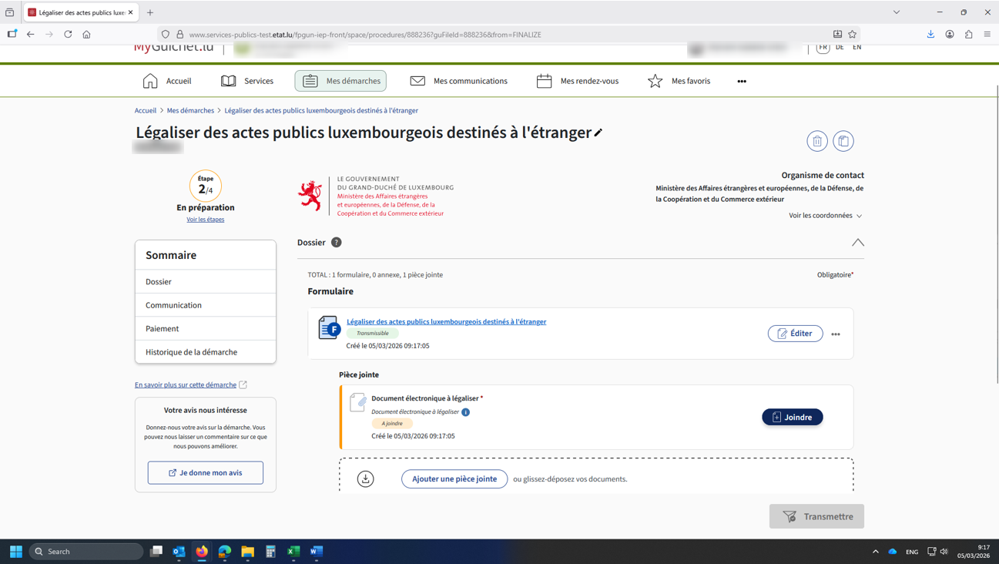 Légaliser des actes publics luxe
www.services-publics-test.etat.lu/fpgun-iep-front/space/procedures/888236?guFileId=888236&from=FINALIZE
MyGuichet.lu
FR DE EN
Accueil
Services
Mes démarches
Mes communications
Mes rendez-vous
Mes favoris
Accueil > Mes démarches > Légaliser des actes publics luxembourgeois destinés à l'étranger
Légaliser des actes publics luxembourgeois destinés à l'étranger
Étape
2/4
En préparation
Voir les étapes
LE GOUVERNEMENT
DU GRAND-DUCHÉ DE LUXEMBOURG
Ministère des Affaires étrangères
et européennes, de la Défense, de la
Coopération et du Commerce extérieur
Organisme de contact
Ministère des Affaires étrangères et européennes, de la Défense, de
la Coopération et du Commerce extérieur
Voir les coordonnées
Sommaire
Dossier
Communication
Paiement
Historique de la démarche
En savoir plus sur cette démarche
Votre avis nous intéresse
Donnez-nous votre avis sur la démarche. Vous
pouvez nous laisser un commentaire sur ce que
nous pouvons améliorer.
Je donne mon avis
Dossier ?
TOTAL : 1 formulaire, 0 annexe, 1 pièce jointe
Obligatoire*
Formulaire
F
Légaliser des actes publics luxembourgeois destinés à l'étranger
Transmissible
Créé le 05/03/2026 09:17:05
Éditer
Pièce jointe
Document électronique à légaliser *
Document électronique à légaliser i
A joindre
Créé le 05/03/2026 09:17:05
Joindre
Ajouter une pièce jointe ou glissez-déposez vos documents.
Transmettre
Search
ENG
9:17
05/03/2026